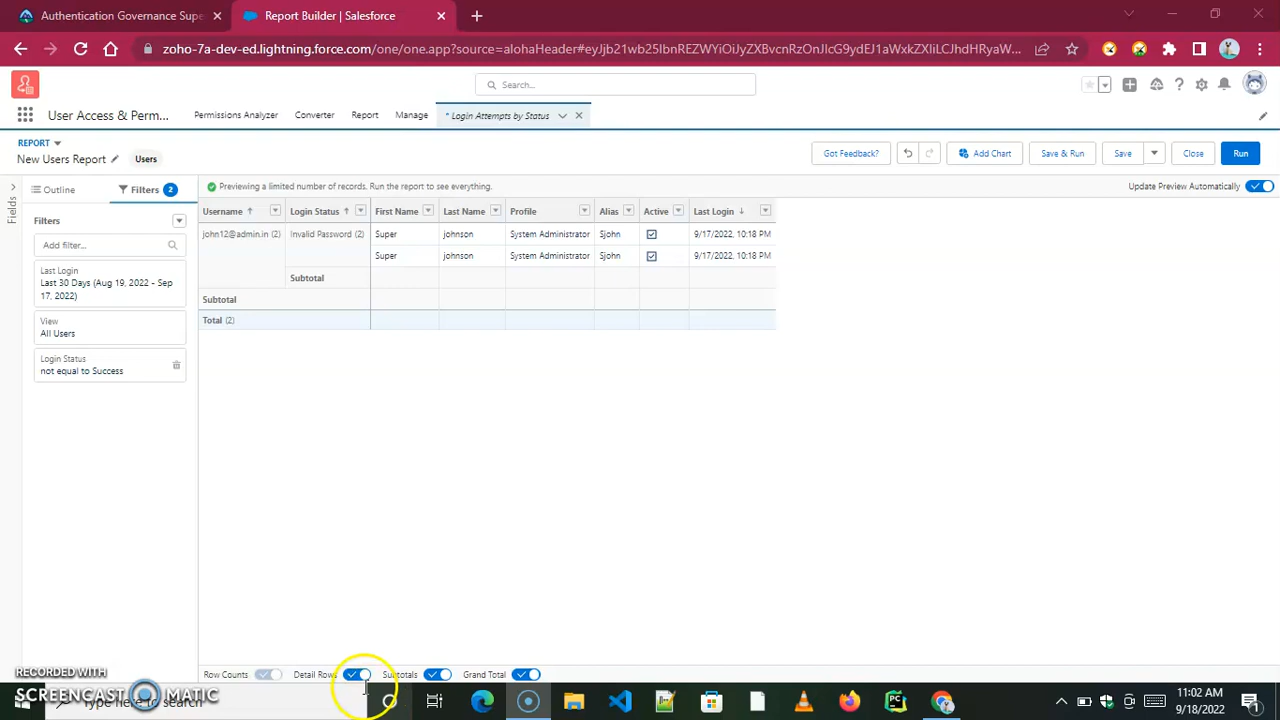 Authentication Governance Supe
Report Builder | Salesforce
zoho-7a-dev-ed.lightning.force.com/one/one.app?source=alohaHeader#eyJjb21wb25lbnREZWYiOiJyZXBvcnRzOnJlcG9ydEJ1aWxkZXIiLCJhdHRyaW...
Search...
User Access & Perm...
Permissions Analyzer
Converter
Report
Manage
* Login Attempts by Status
REPORT
New Users Report
Users
Got Feedback?
Add Chart
Save & Run
Save
Close
Run
Fields
Outline
Filters 2
Previewing a limited number of records. Run the report to see everything.
Update Preview Automatically
Filters
Add filter...
Last Login
Last 30 Days (Aug 19, 2022 - Sep
17, 2022)
View
All Users
Login Status
not equal to Success
Username Login Status First Name Last Name Profile Alias Active Last Login
john12@admin.in (2) Invalid Password (2) Super johnson System Administrator Sjohn 9/17/2022, 10:18 PM
Super johnson System Administrator Sjohn 9/17/2022, 10:18 PM
Subtotal
Subtotal
Total (2)
Row Counts
Detail Rows
Subtotals
Grand Total
RECORDED WITH
SCREENCAST MATIC
Type here to search
11:02 AM
9/18/2022
1